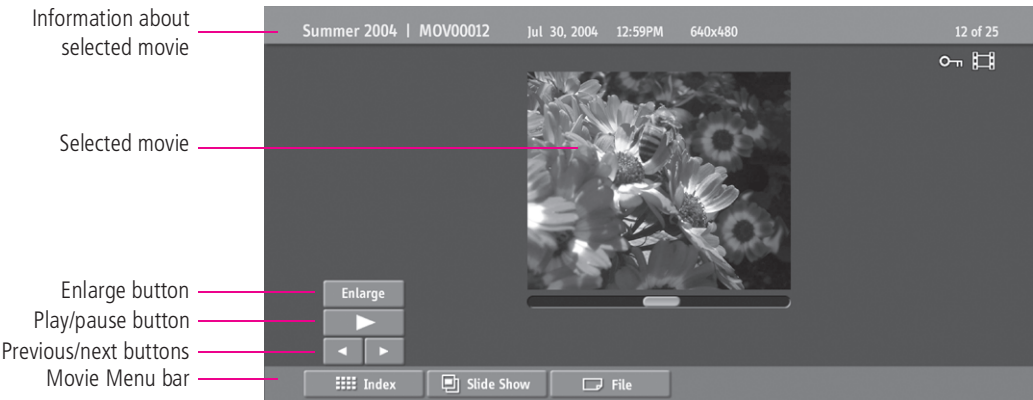 Information about
selected movie
Summer 2004 | MOV00012 Jul 30, 2004 12:59PM 640x480 12 of 25
Selected movie
Enlarge button
Enlarge
Play/pause button
Previous/next buttons
Movie Menu bar
Index Slide Show File